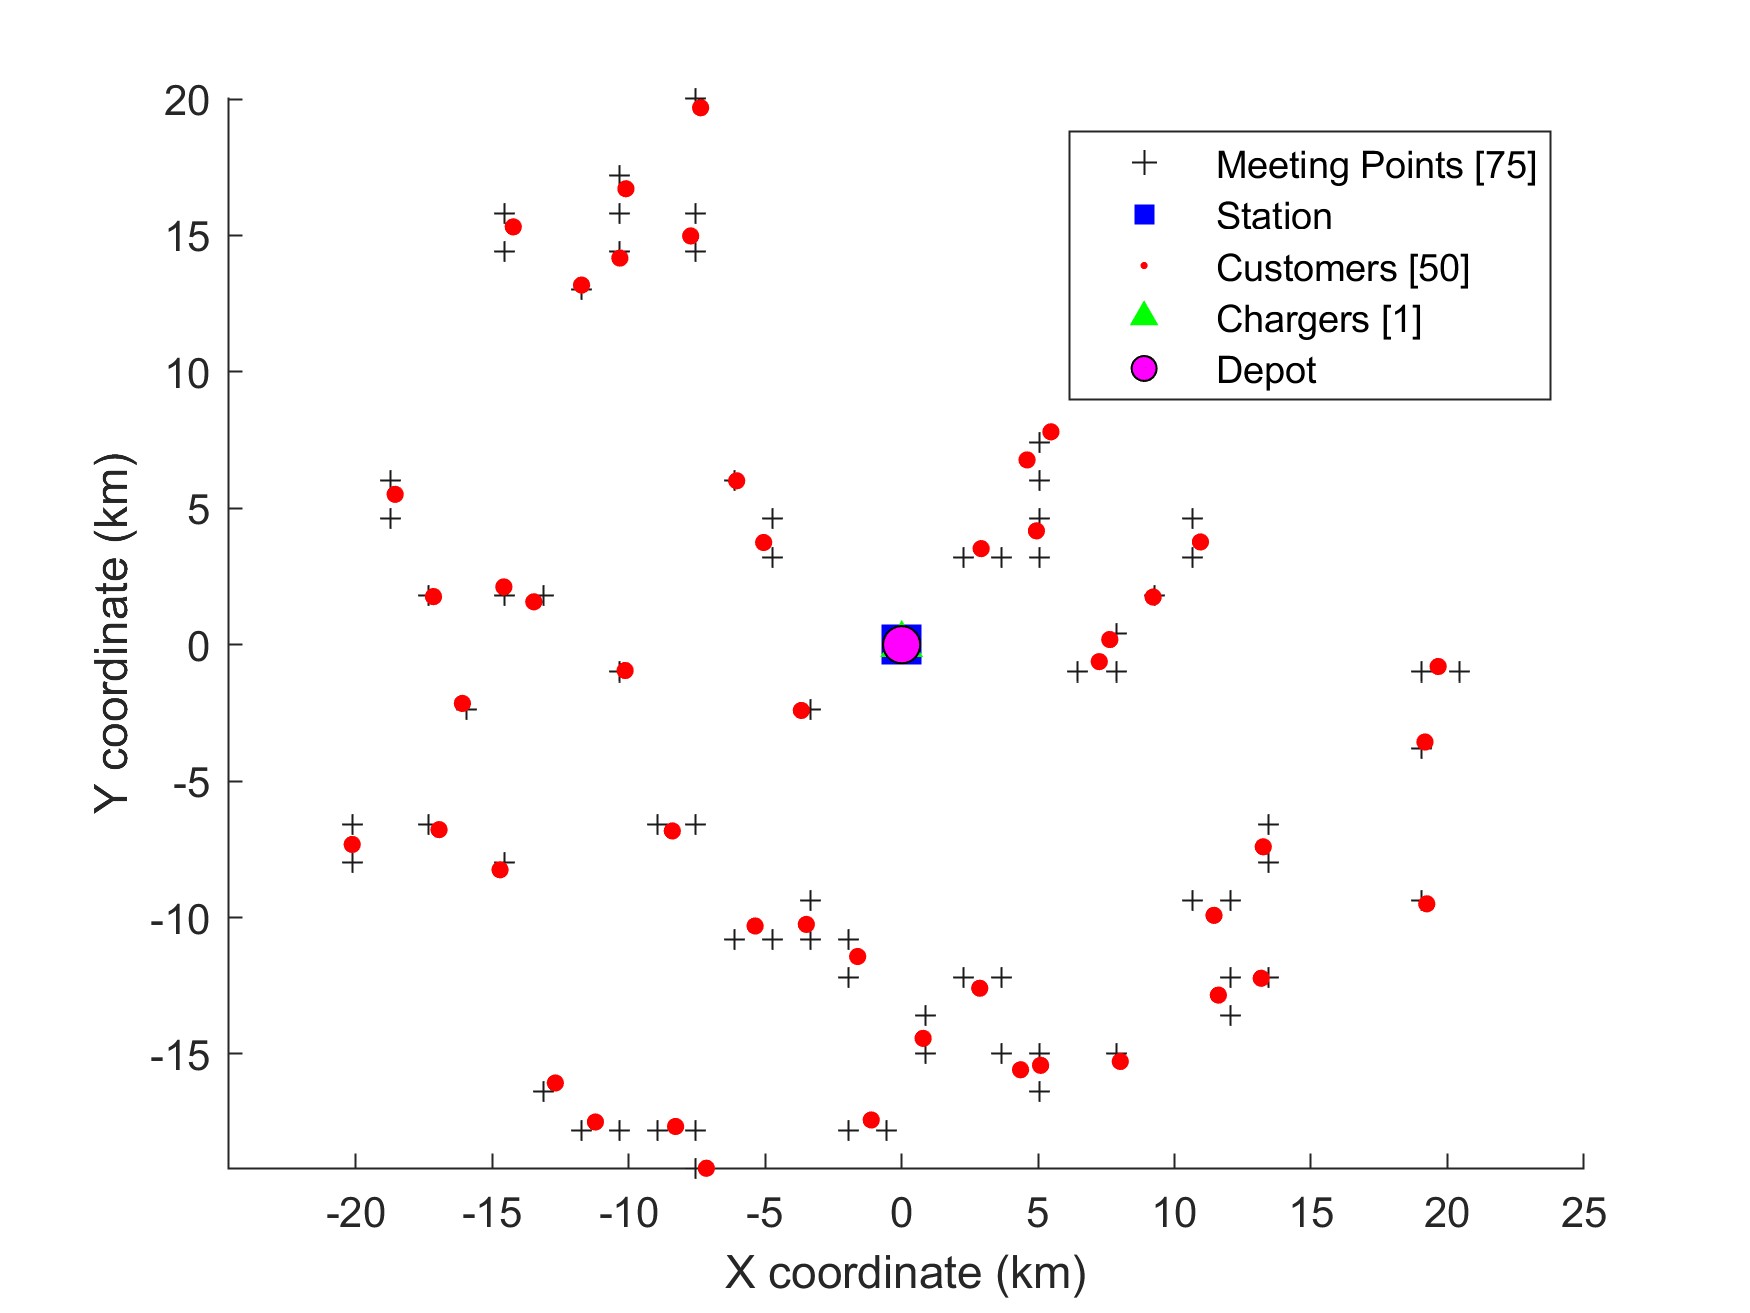 20
15
10
5
0
-5
-10
-15
Y coordinate (km)
Meeting Points [75]
Station
Customers [50]
Chargers [1]
Depot
-20 -15 -10 -5 0 5 10 15 20 25
X coordinate (km)